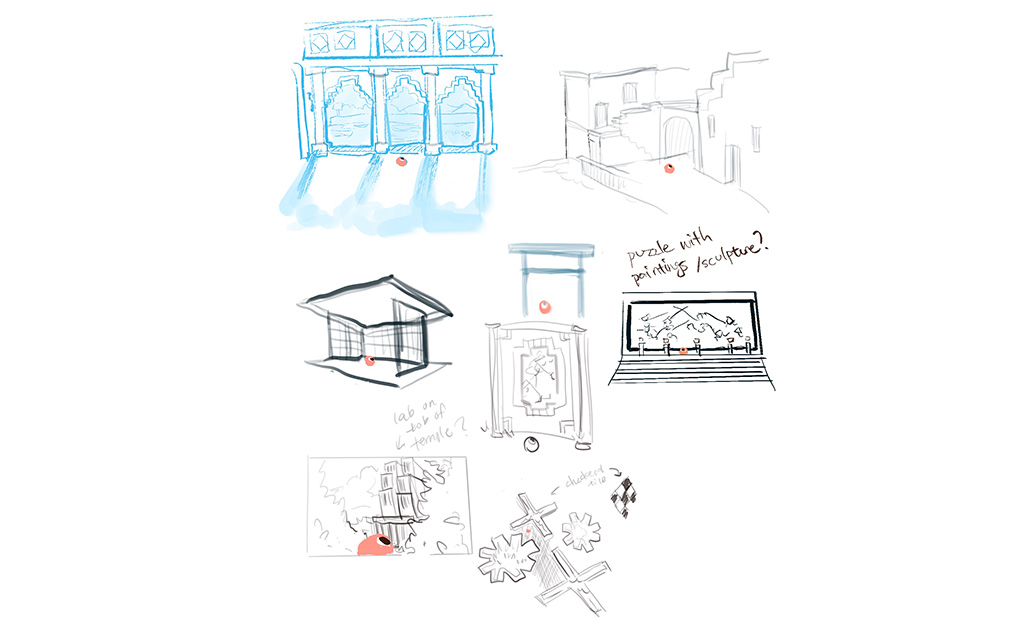 puzzle with
paintings /sculpture?
lab on
top of
temple?
checkered
tile